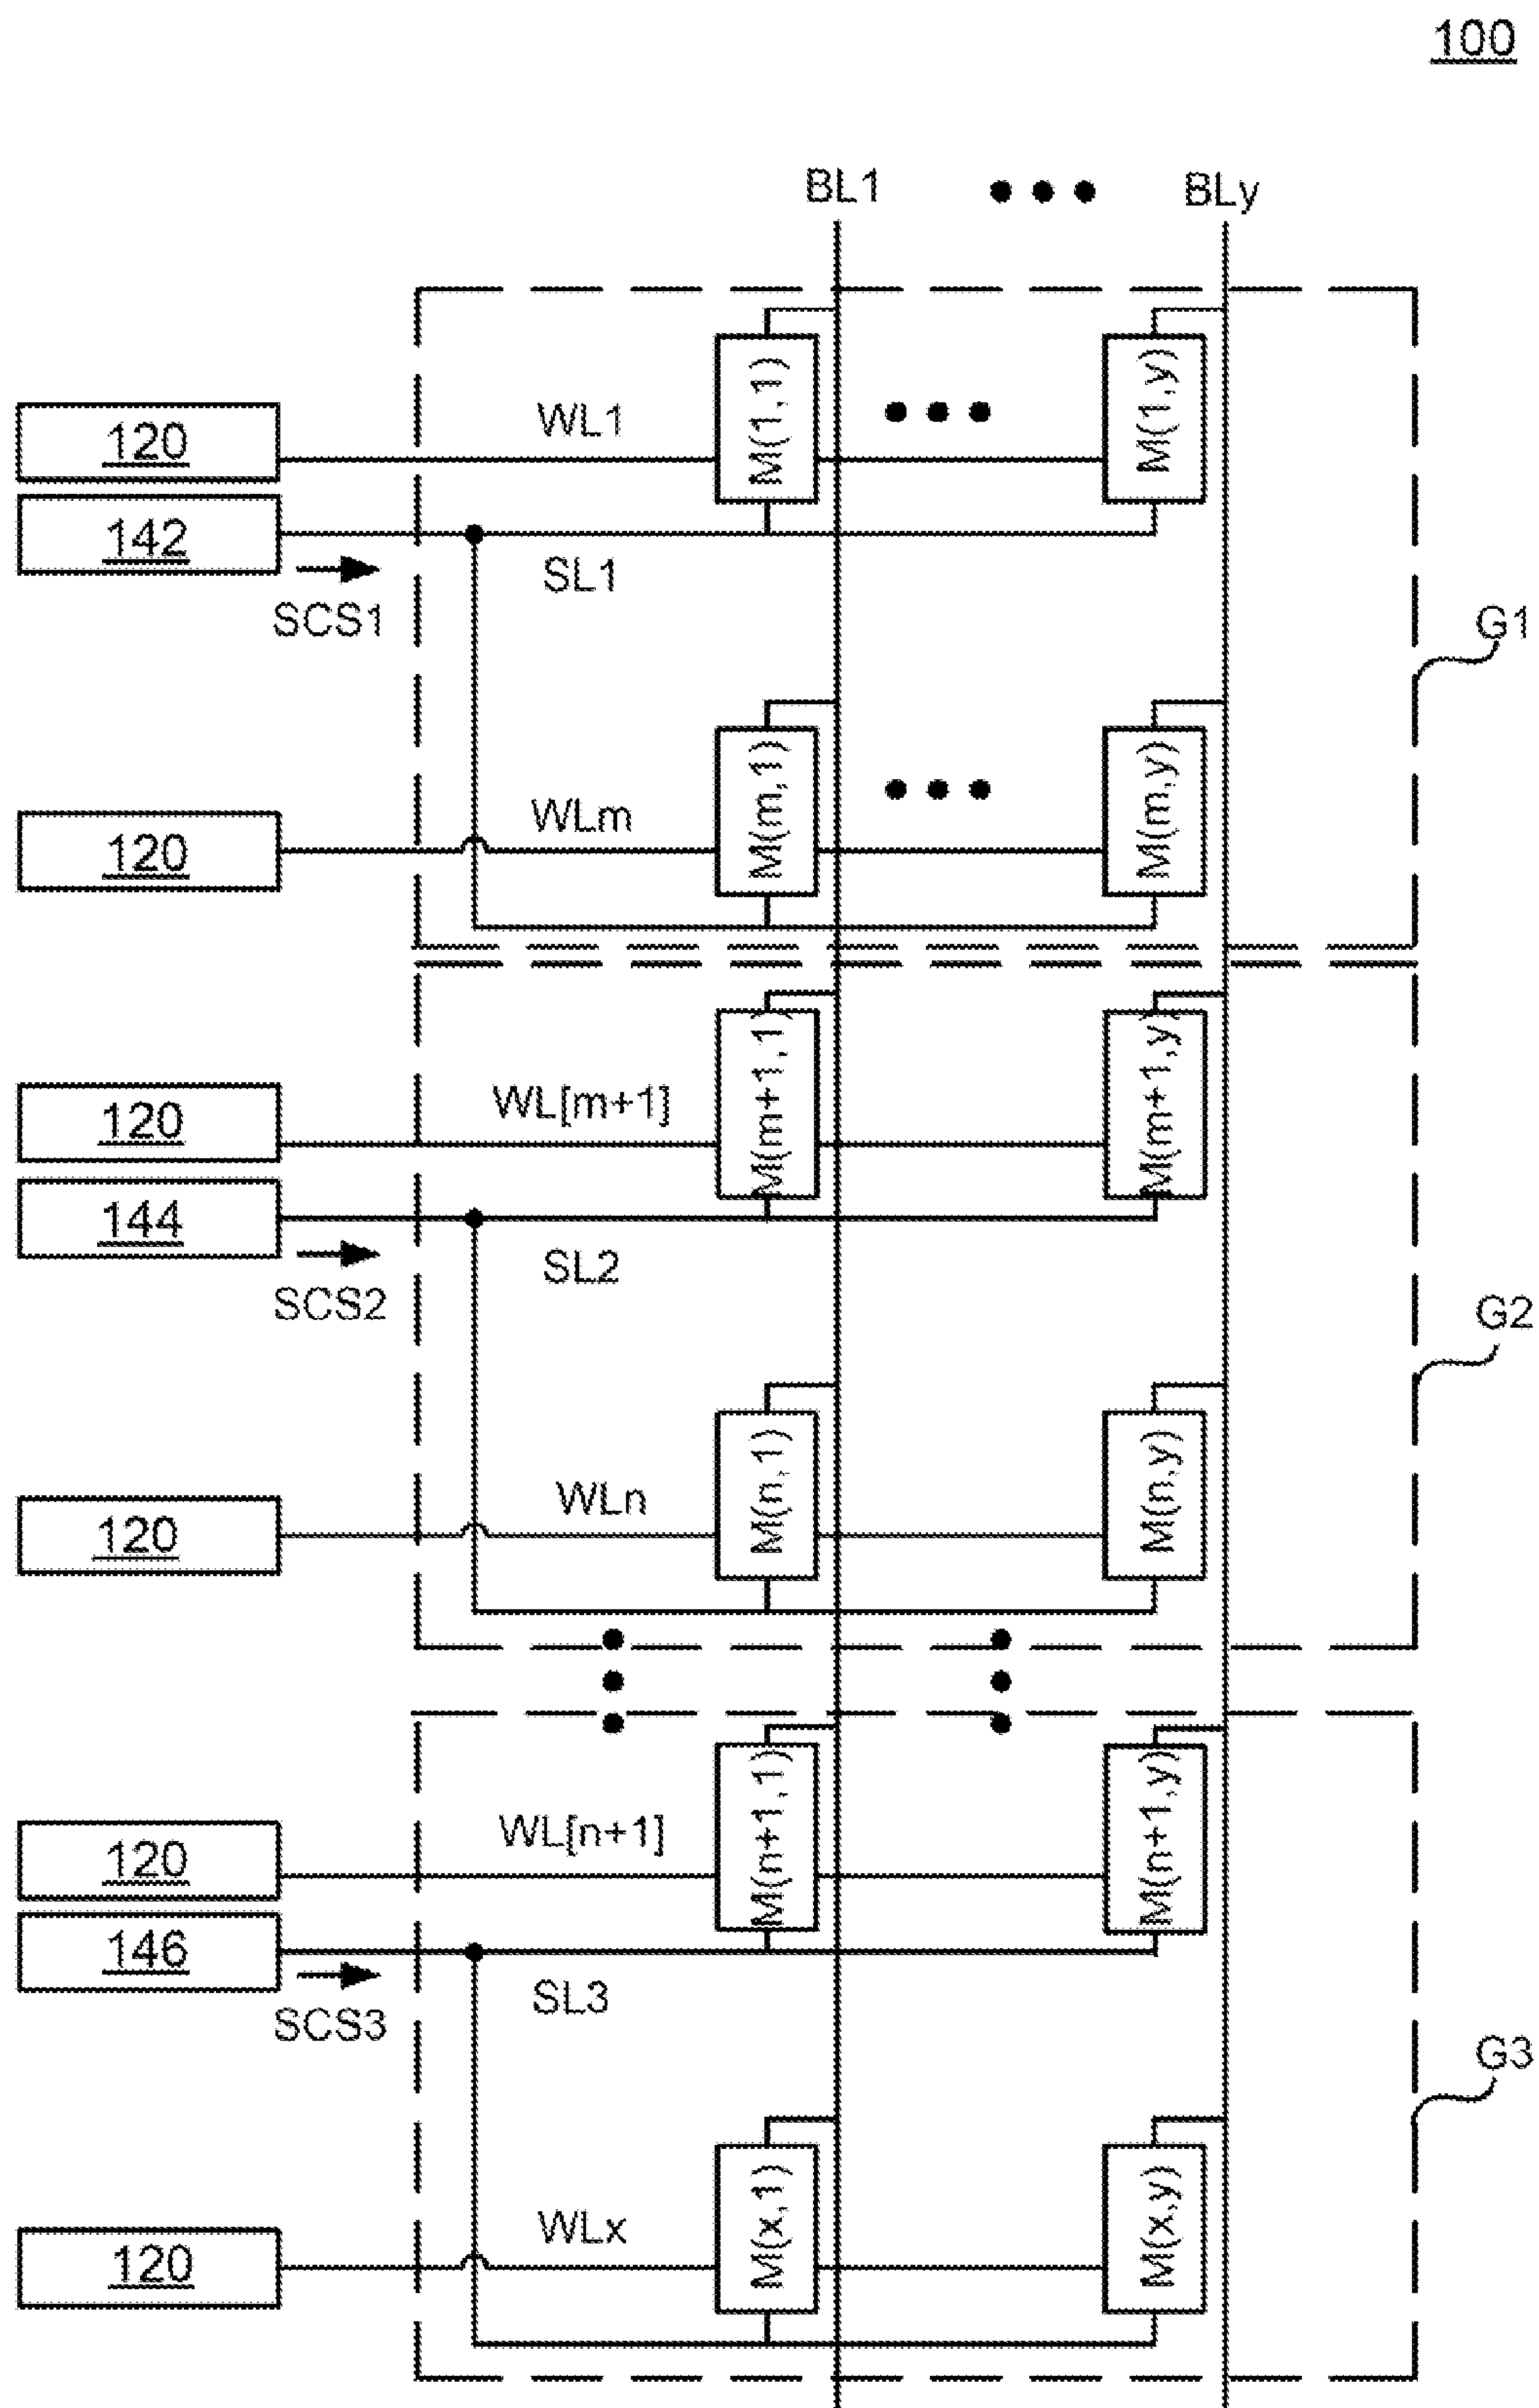 100
BL1
BLy
M(1,1)
M(1,y)
WL1
120
142
SL1
SCS1
G1
M(m,1)
M(m,y)
WLm
120
M(m+1,1)
M(m+1,y)
WL[m+1]
120
144
SL2
SCS2
G2
M(n,1)
M(n,y)
WLn
120
M(n+1,1)
M(n+1,y)
WL[n+1]
120
146
SL3
SCS3
G3
M(x,1)
M(x,y)
WLx
120